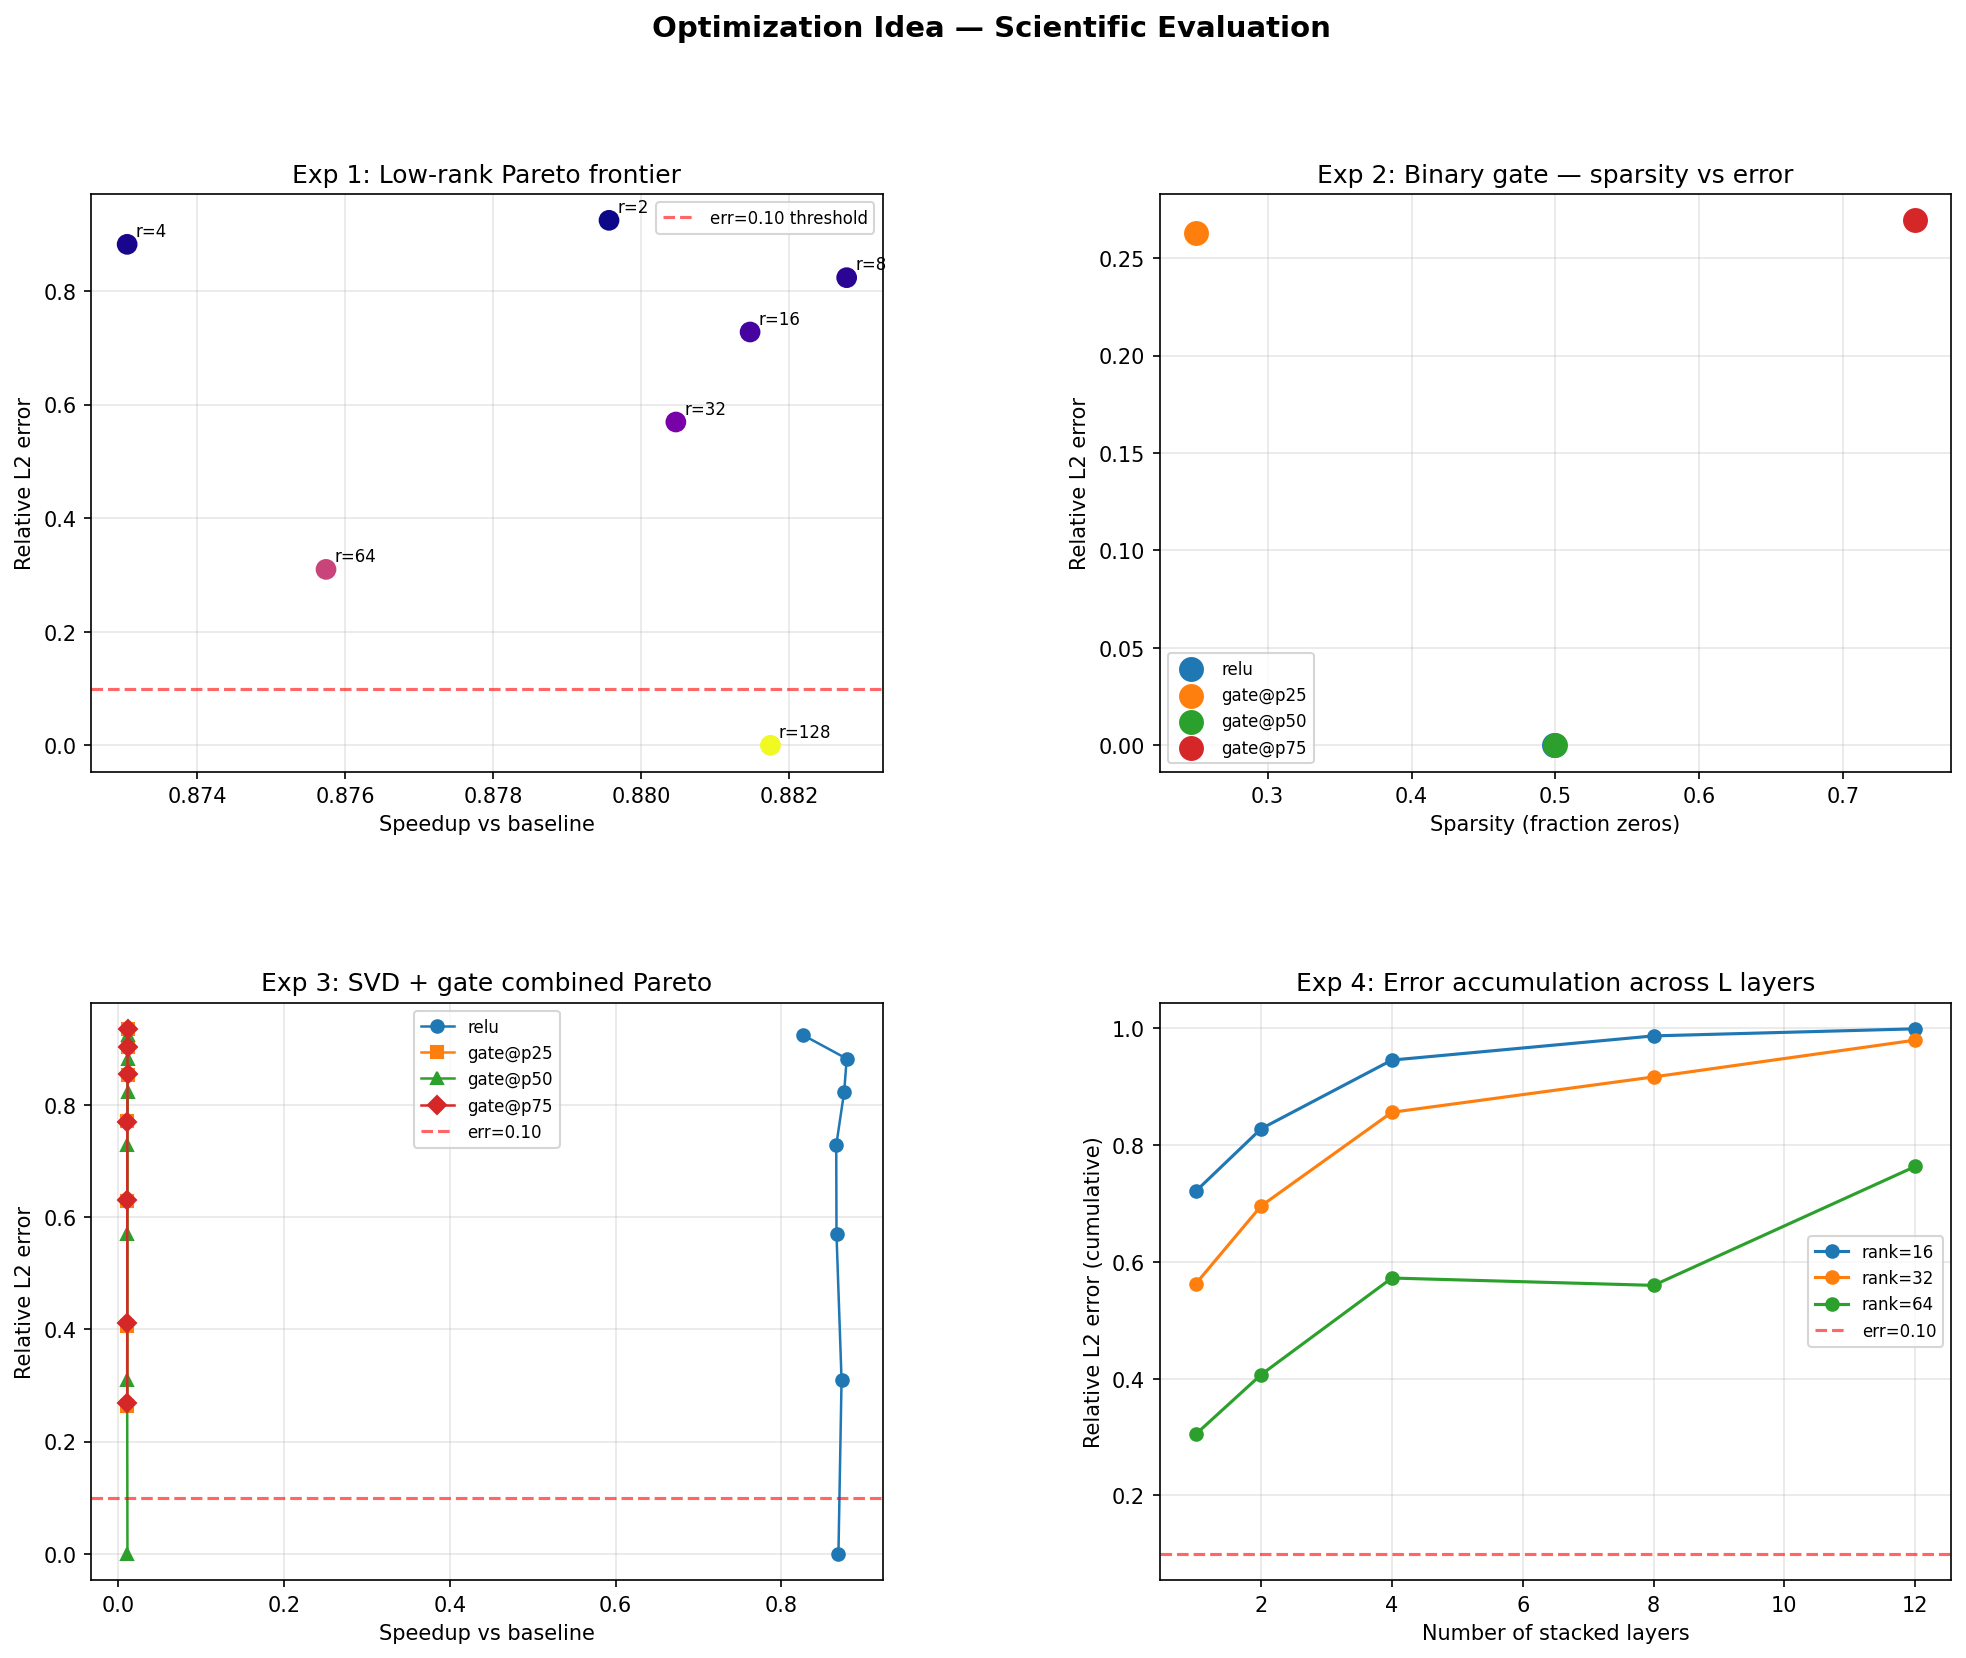 Optimization Idea — Scientific Evaluation
Exp 1: Low-rank Pareto frontier
Relative L2 error
0.8
0.6
0.4
0.2
0.0
r=4
r=2
r=8
r=16
r=32
r=64
r=128
err=0.10 threshold
0.874
0.876
0.878
0.880
0.882
Speedup vs baseline
Exp 2: Binary gate — sparsity vs error
Relative L2 error
0.25
0.20
0.15
0.10
0.05
0.00
relu
gate@p25
gate@p50
gate@p75
0.3
0.4
0.5
0.6
0.7
Sparsity (fraction zeros)
Exp 3: SVD + gate combined Pareto
Relative L2 error
0.8
0.6
0.4
0.2
0.0
relu
gate@p25
gate@p50
gate@p75
err=0.10
0.0
0.2
0.4
0.6
0.8
Speedup vs baseline
Exp 4: Error accumulation across L layers
Relative L2 error (cumulative)
1.0
0.8
0.6
0.4
0.2
rank=16
rank=32
rank=64
err=0.10
2
4
6
8
10
12
Number of stacked layers